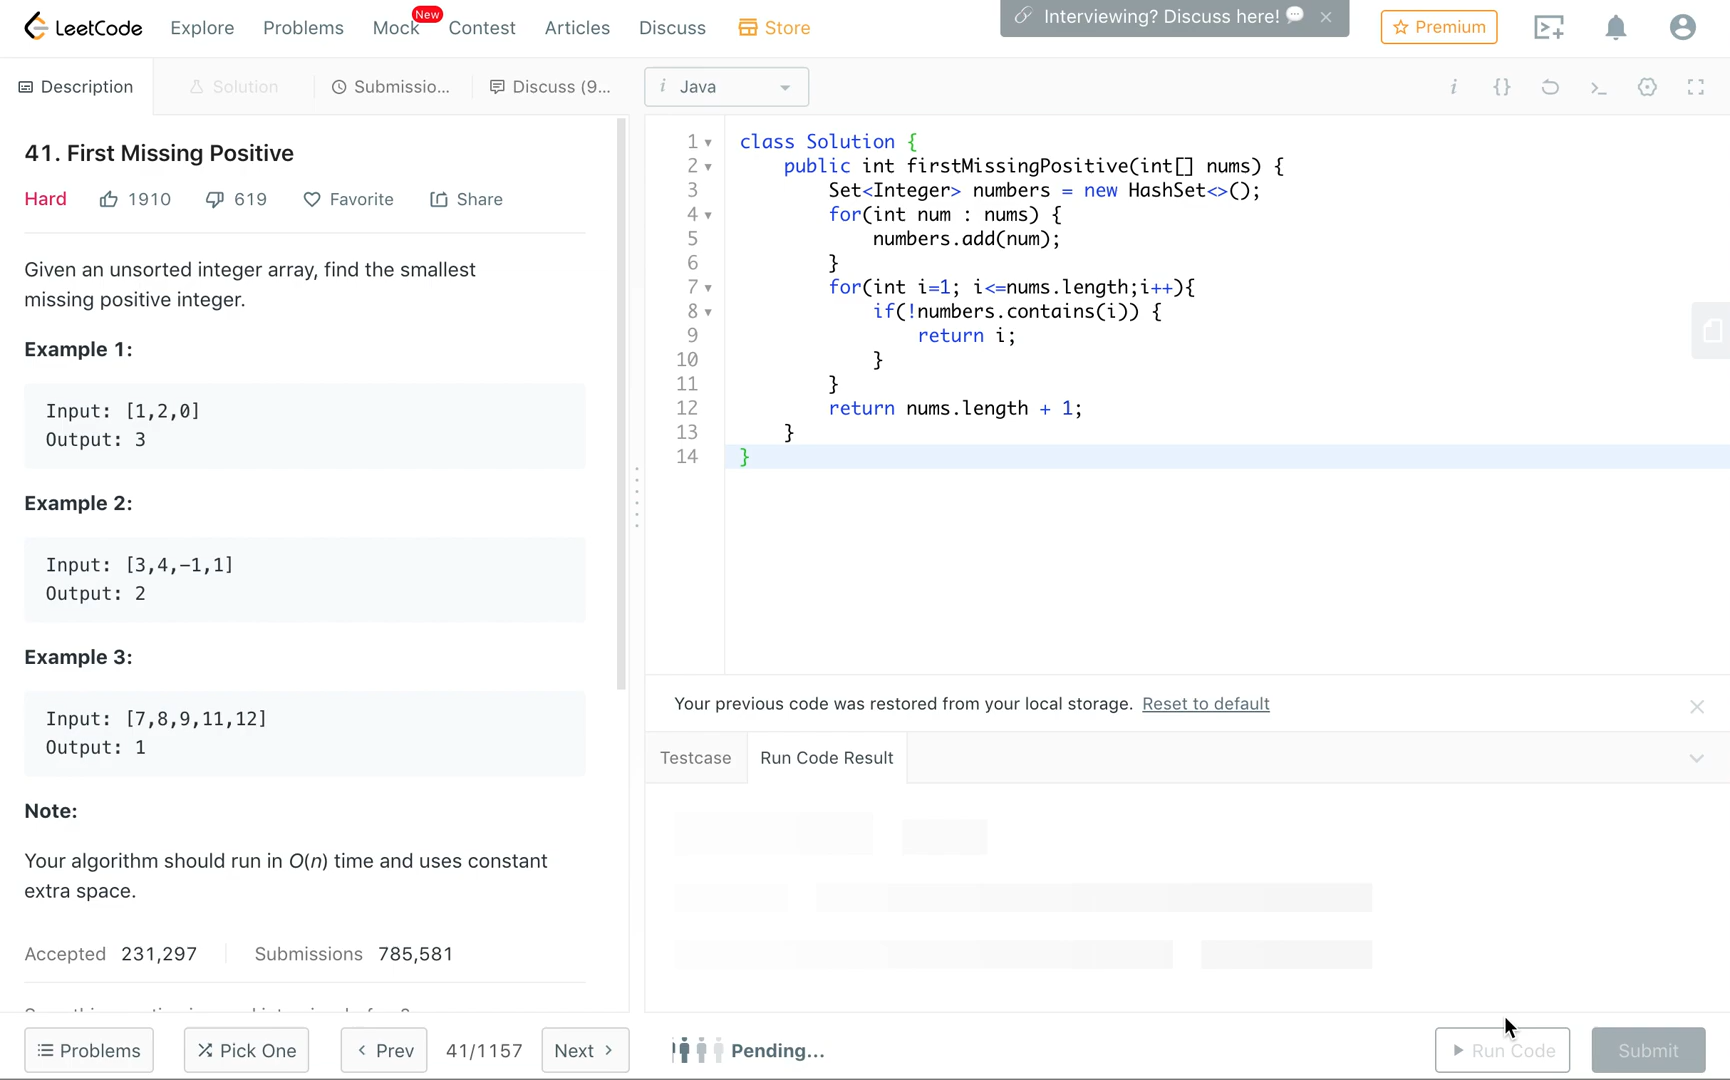 LeetCode
Explore
Problems
Mock
New
Contest
Articles
Discuss
Store
Interviewing? Discuss here! 💬
Premium
Description
Solution
Submissio...
Discuss (9...
i Java
41. First Missing Positive
Hard
1910
619
Favorite
Share
Given an unsorted integer array, find the smallest
missing positive integer.
Example 1:
Input: [1,2,0]
Output: 3
Example 2:
Input: [3,4,-1,1]
Output: 2
Example 3:
Input: [7,8,9,11,12]
Output: 1
Note:
Your algorithm should run in O(n) time and uses constant
extra space.
Accepted 231,297
Submissions 785,581
Problems
Pick One
Prev
41/1157
Next
1 class Solution {
2 public int firstMissingPositive(int[] nums) {
3 Set<Integer> numbers = new HashSet<>();
4 for(int num : nums) {
5 numbers.add(num);
6 }
7 for(int i=1; i<=nums.length;i++){
8 if(!numbers.contains(i)) {
9 return i;
10 }
11 }
12 return nums.length + 1;
13 }
14 }
Your previous code was restored from your local storage. Reset to default
Testcase
Run Code Result
Pending...
Run Code
Submit